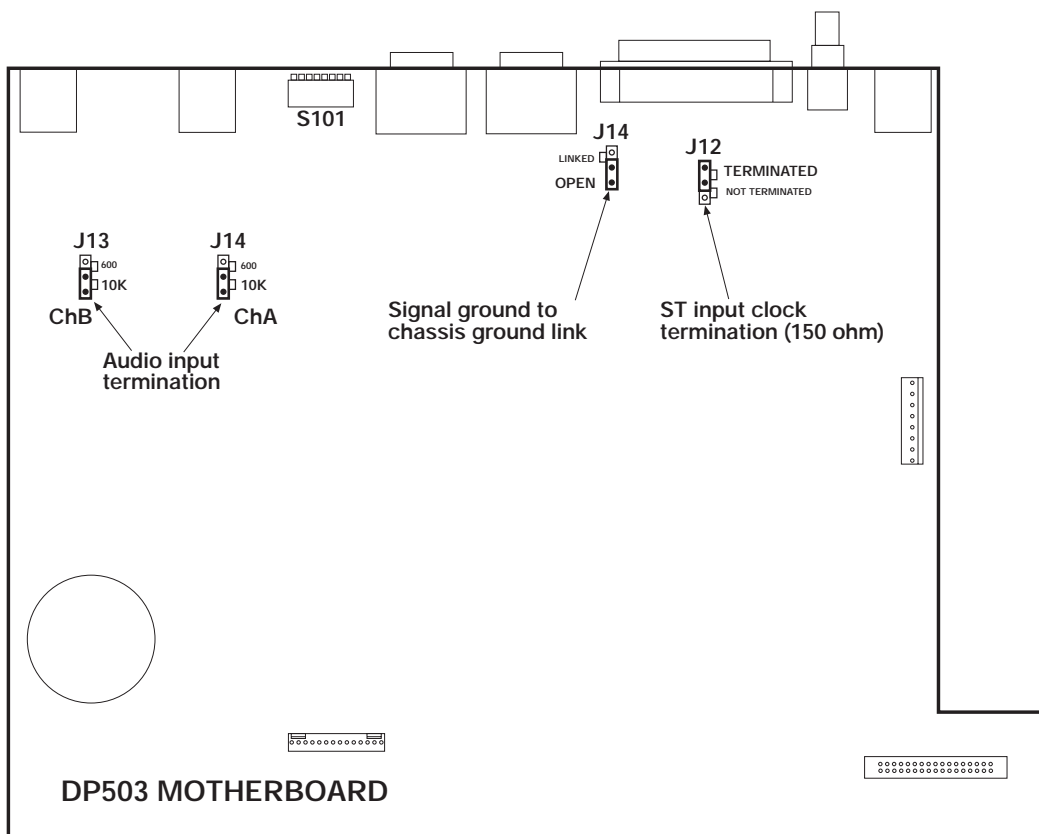 S101
J14
LINKED
OPEN
J12
TERMINATED
NOT TERMINATED
J13
600
10K
ChB
J14
600
10K
ChA
Audio input
termination
Signal ground to
chassis ground link
ST input clock
termination (150 ohm)
DP503 MOTHERBOARD